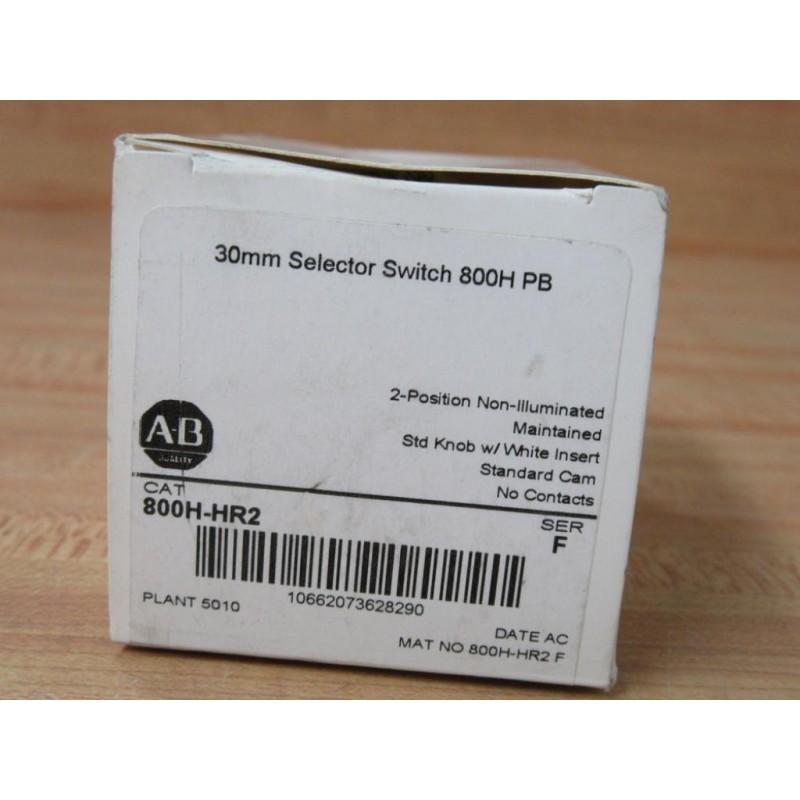 30mm Selector Switch 800H PB
2-Position Non-Illuminated
Maintained
Std Knob w/ White Insert
Standard Cam
No Contacts
A-B
QUALITY
CAT
800H-HR2
SER
F
10662073628290
PLANT 5010
DATE AC
MAT NO 800H-HR2 F